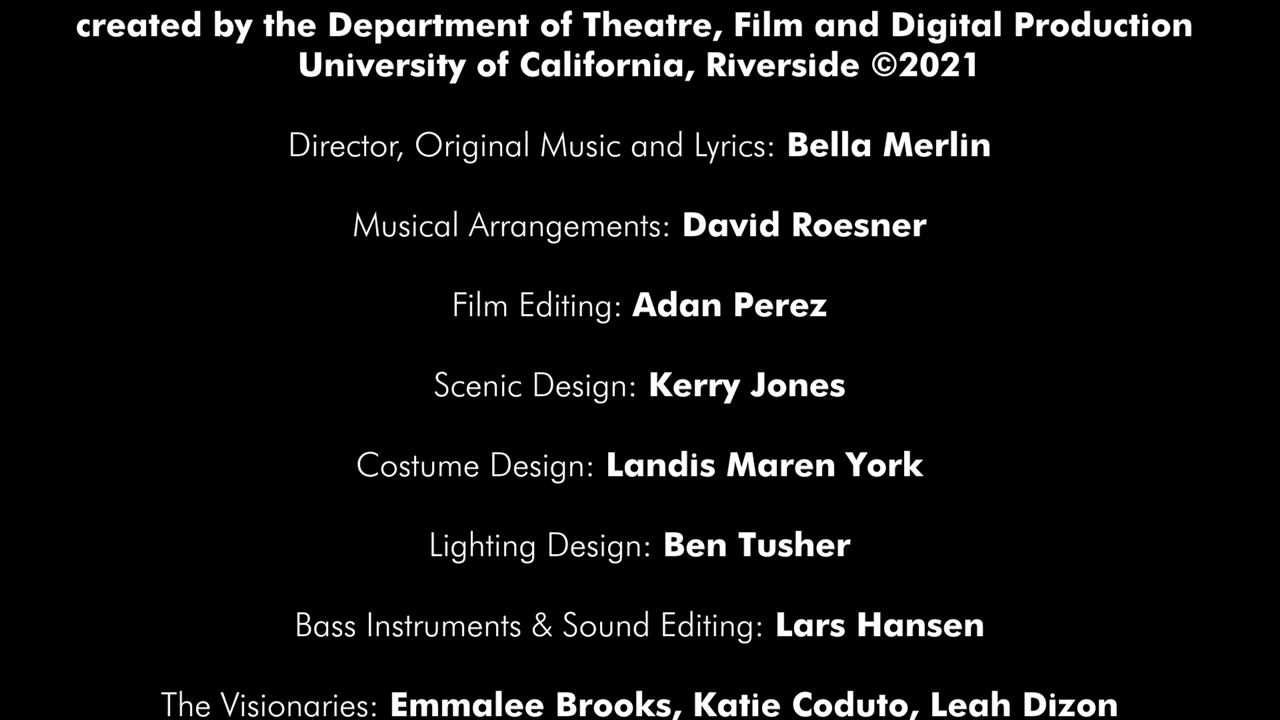 created by the Department of Theatre, Film and Digital Production
University of California, Riverside ©2021
Director, Original Music and Lyrics: Bella Merlin
Musical Arrangements: David Roesner
Film Editing: Adan Perez
Scenic Design: Kerry Jones
Costume Design: Landis Maren York
Lighting Design: Ben Tusher
Bass Instruments & Sound Editing: Lars Hansen
The Visionaries: Emmalee Brooks, Katie Coduto, Leah Dizon